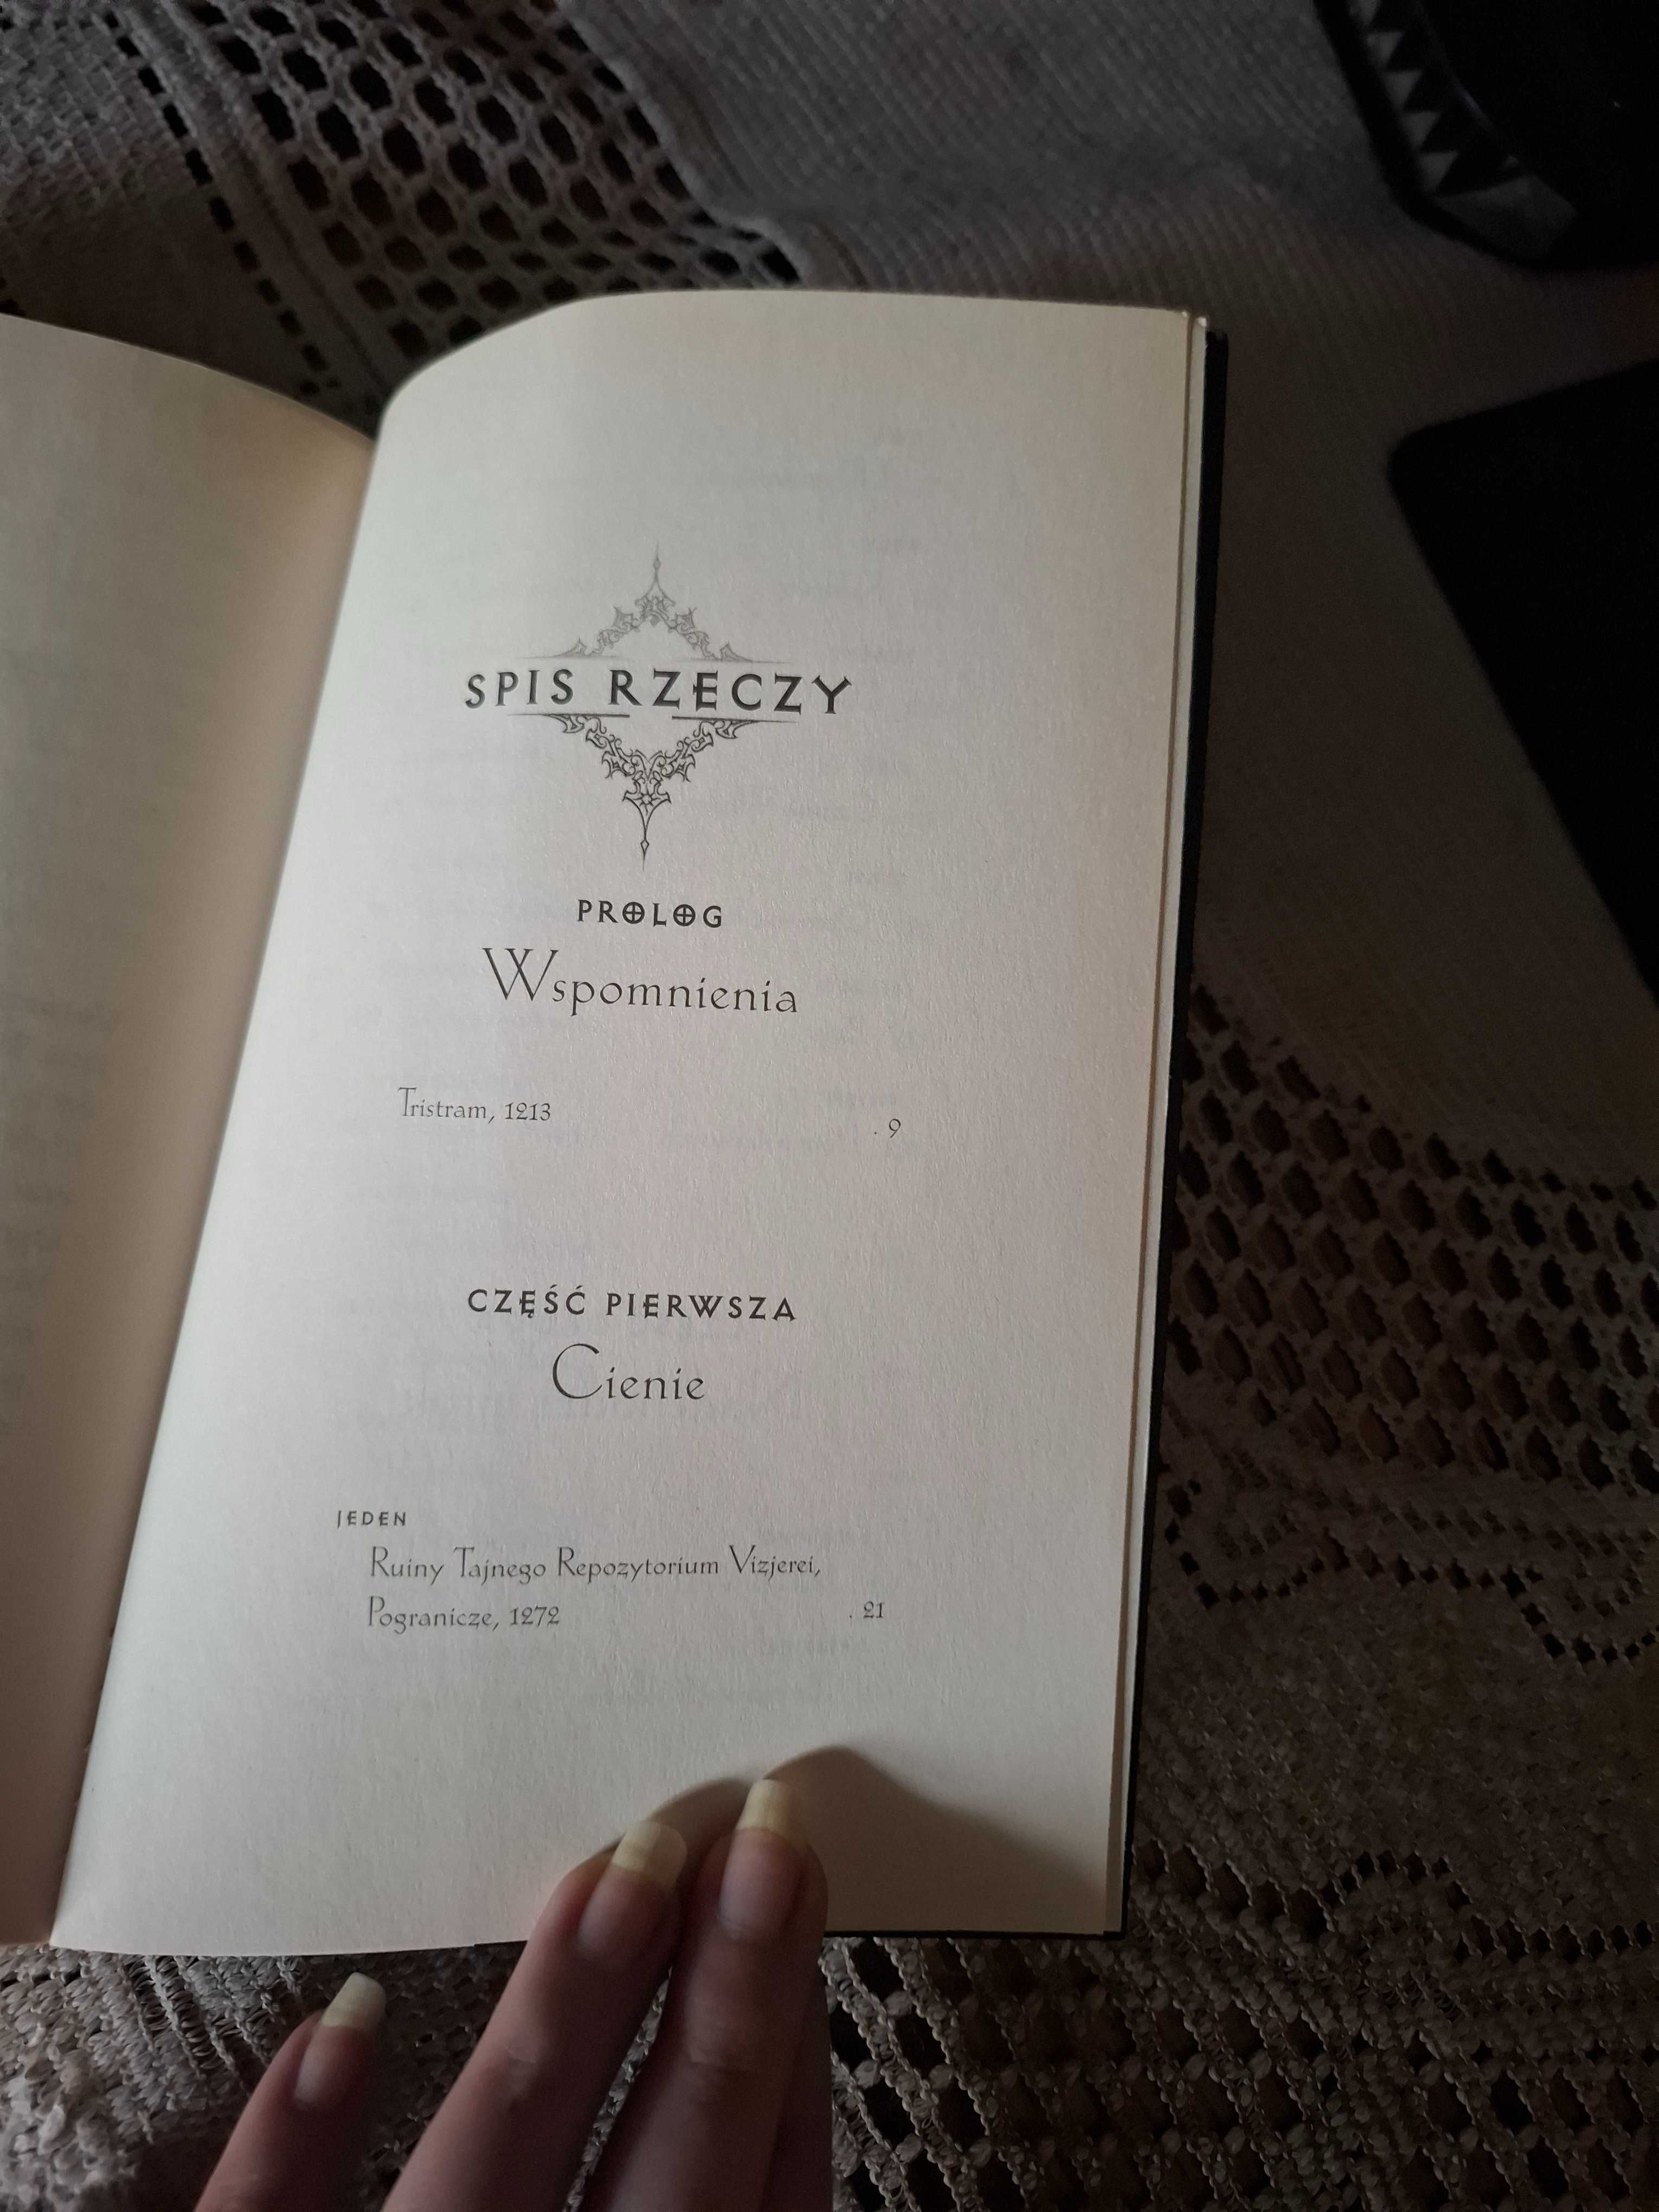 SPIS RZECZY
PROLOG
Wspomnienia
Tristram, 1213 . 9
CZĘŚĆ PIERWSZA
Cienie
JEDEN
Ruiny Tajnego Repozytorium Vizjerei,
Pogranicze, 1272 . 21